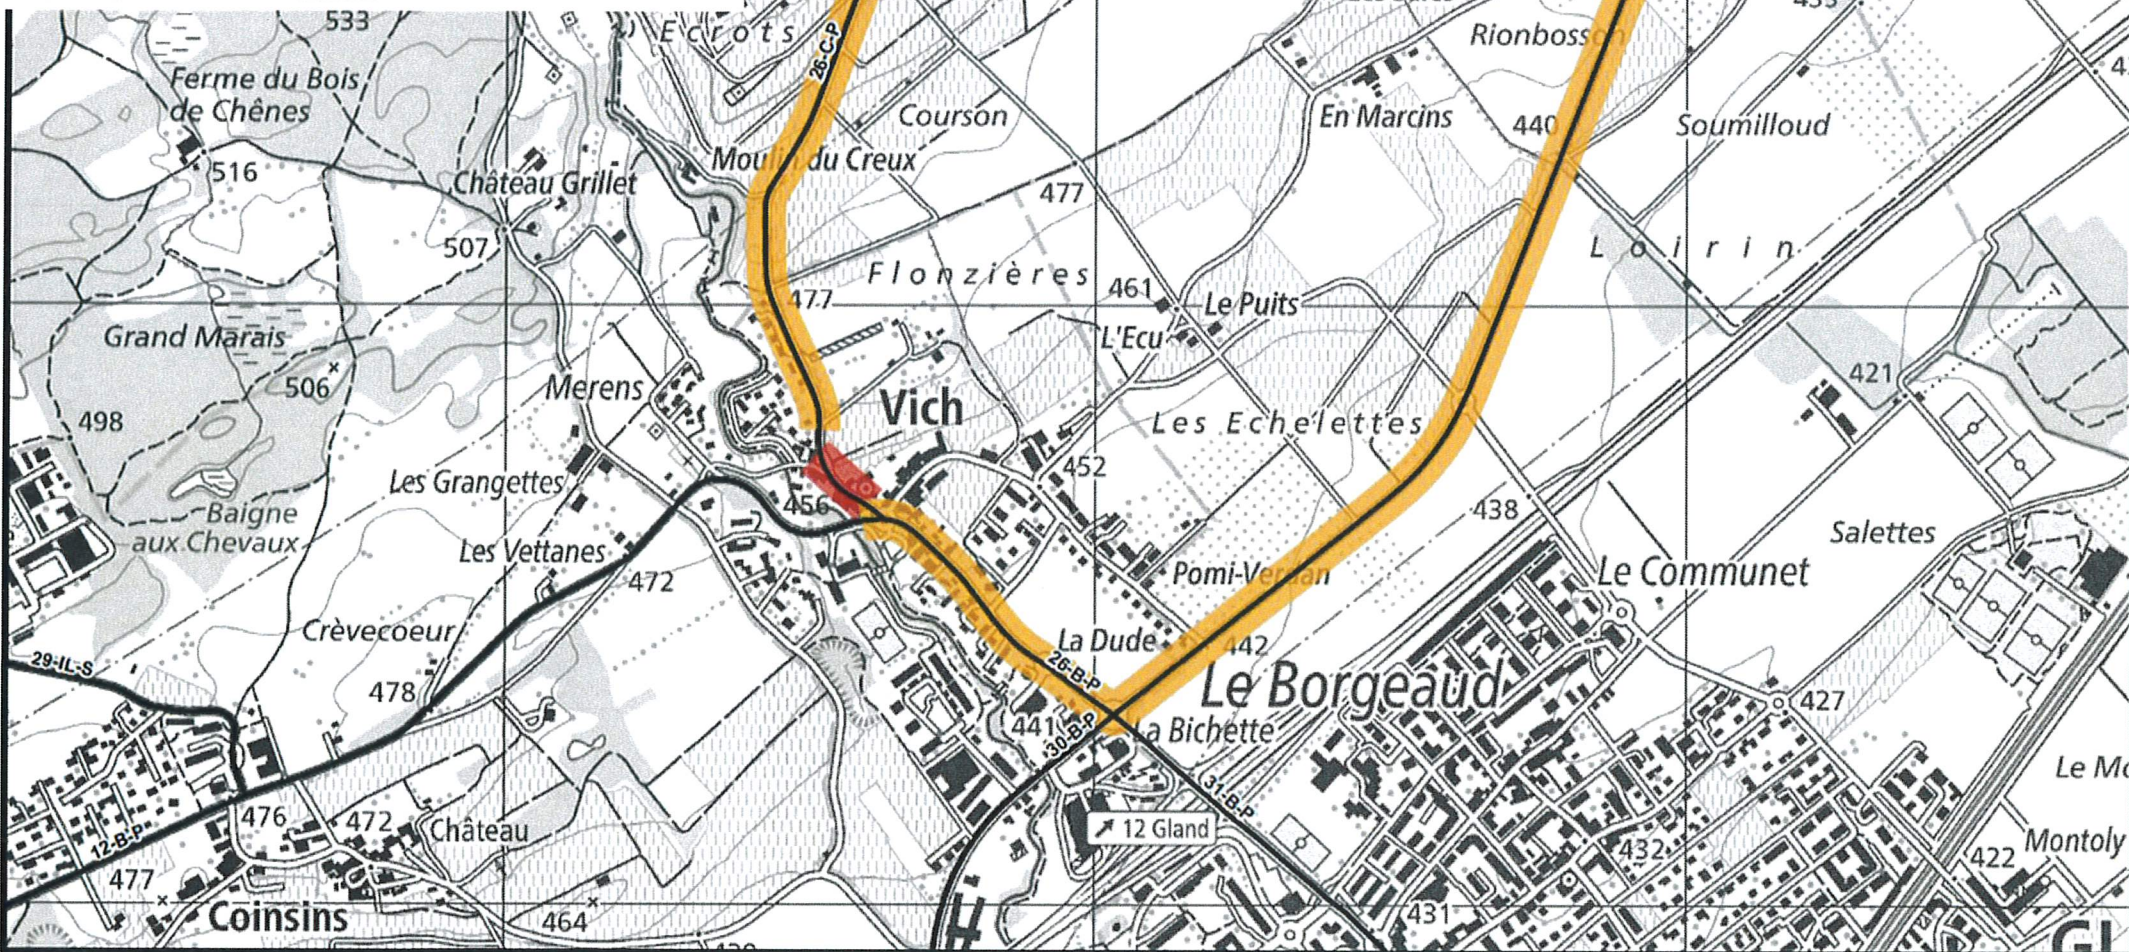 533
Ecrots
26-C-P
Rionbosson
Ferme du Bois
de Chênes
Courson
En Marcins
440
Soumilloud
516
Château Grillet
Moulin du Creux
477
507
Flonzières
Loirin
461
Le Puits
477
Grand Marais
L'Ecu
506
Merens
421
498
Vich
Les Echelettes
452
Les Grangettes
456
438
Baigne
aux Chevaux
Salettes
Les Vettanes
472
Pomi-Verdan
Le Communet
Crèvecoeur
La Dude
442
29-IL-S
26-B-P
Le Borgeaud
478
441
30-B-P
La Bichette
427
31-B-P
476
472
Château
12 Gland
12-B-P
432
422
Montoly
477
Coinsins
464
431